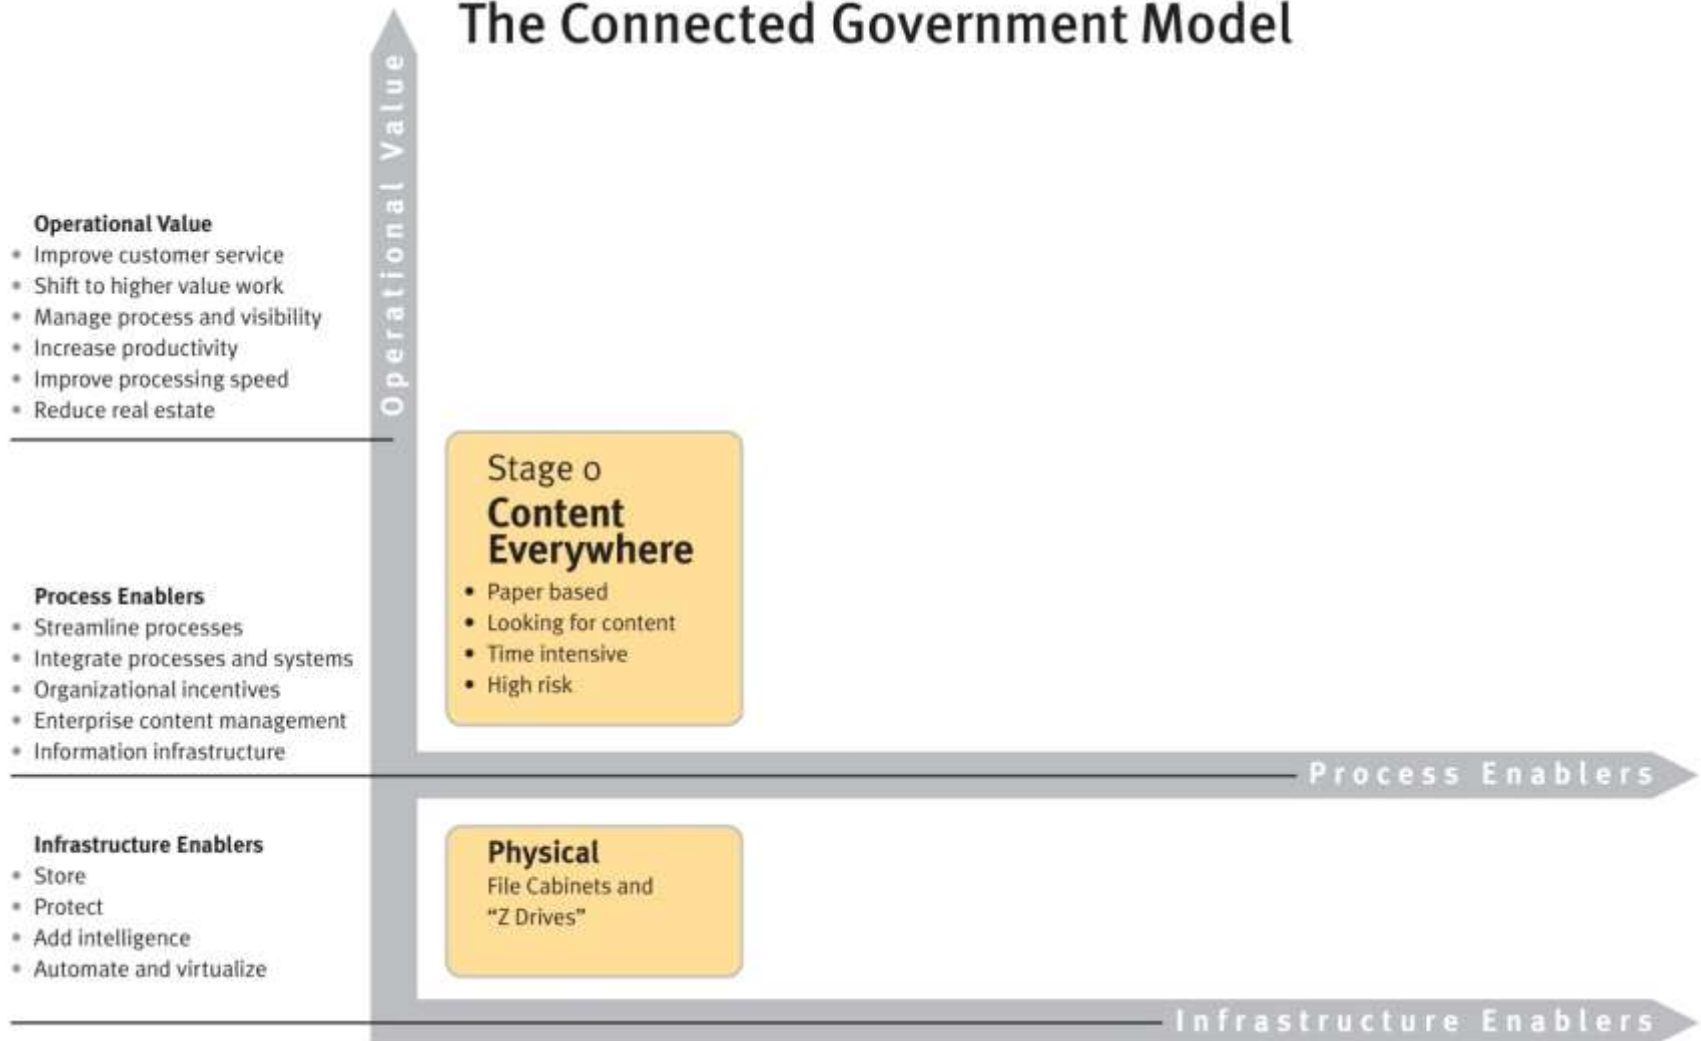 The Connected Government Model
Operational Value
Operational Value
• Improve customer service
• Shift to higher value work
• Manage process and visibility
• Increase productivity
• Improve processing speed
• Reduce real estate
Stage 0
Content
Everywhere
• Paper based
• Looking for content
• Time intensive
• High risk
Process Enablers
• Streamline processes
• Integrate processes and systems
• Organizational incentives
• Enterprise content management
• Information infrastructure
Process Enablers
Infrastructure Enablers
• Store
• Protect
• Add intelligence
• Automate and virtualize
Physical
File Cabinets and
“Z Drives”
Infrastructure Enablers